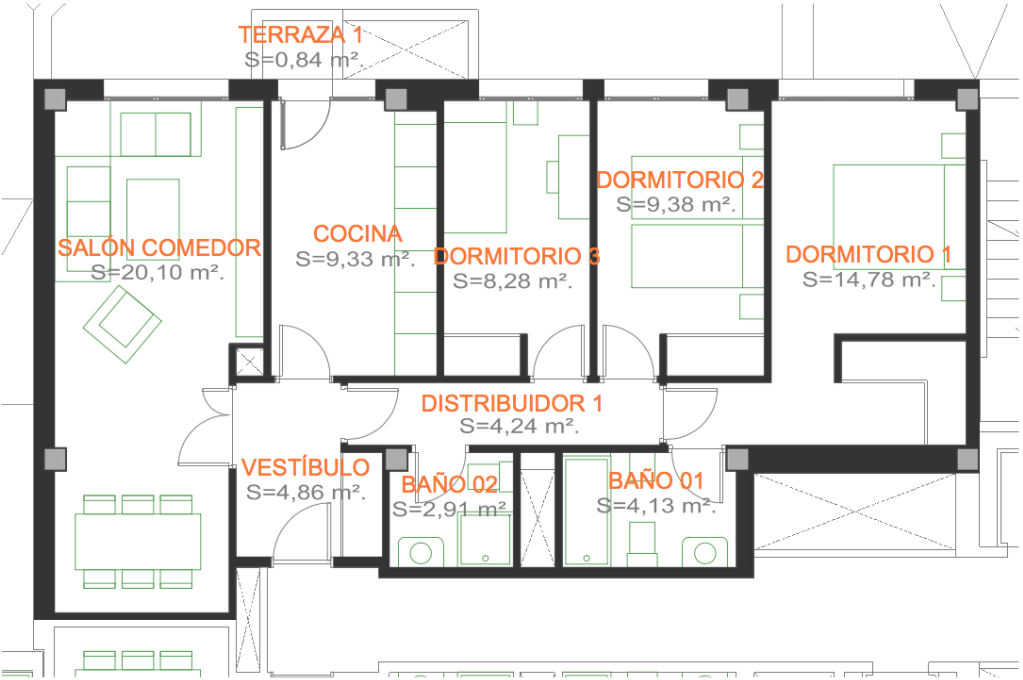 TERRAZA 1
S=0,84 m².
DORMITORIO 2
S=9,38 m².
COCINA
S=9,33 m².
SALÓN COMEDOR
S=20,10 m².
DORMITORIO 3
S=8,28 m².
DORMITORIO 1
S=14,78 m².
DISTRIBUIDOR 1
S=4,24 m².
VESTÍBULO
S=4,86 m².
BAÑO 02
S=2,91 m².
BAÑO 01
S=4,13 m².